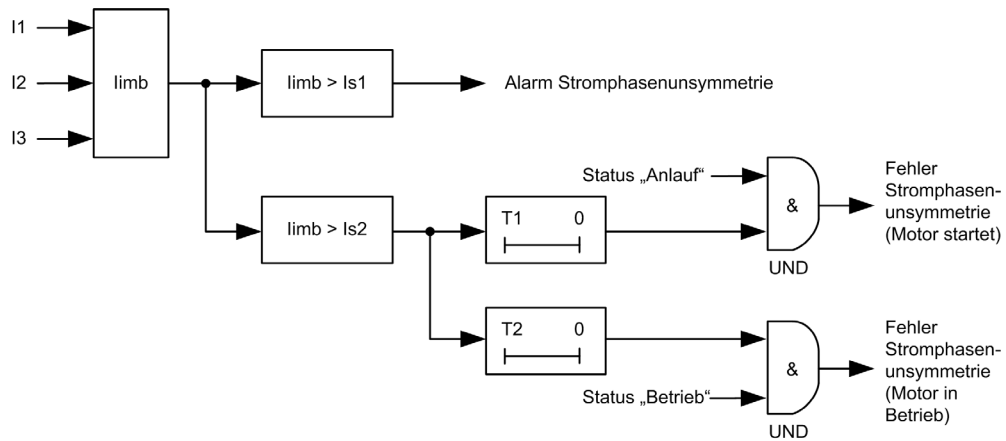 I1
I2
I3
Iimb
Iimb > Is1
Alarm Stromphasenunsymmetrie
Iimb > Is2
Status „Anlauf“
T1 0
&
UND
Fehler
Stromphasen-
unsymmetrie
(Motor startet)
T2 0
Status „Betrieb“
&
UND
Fehler
Stromphasen-
unsymmetrie
(Motor in
Betrieb)